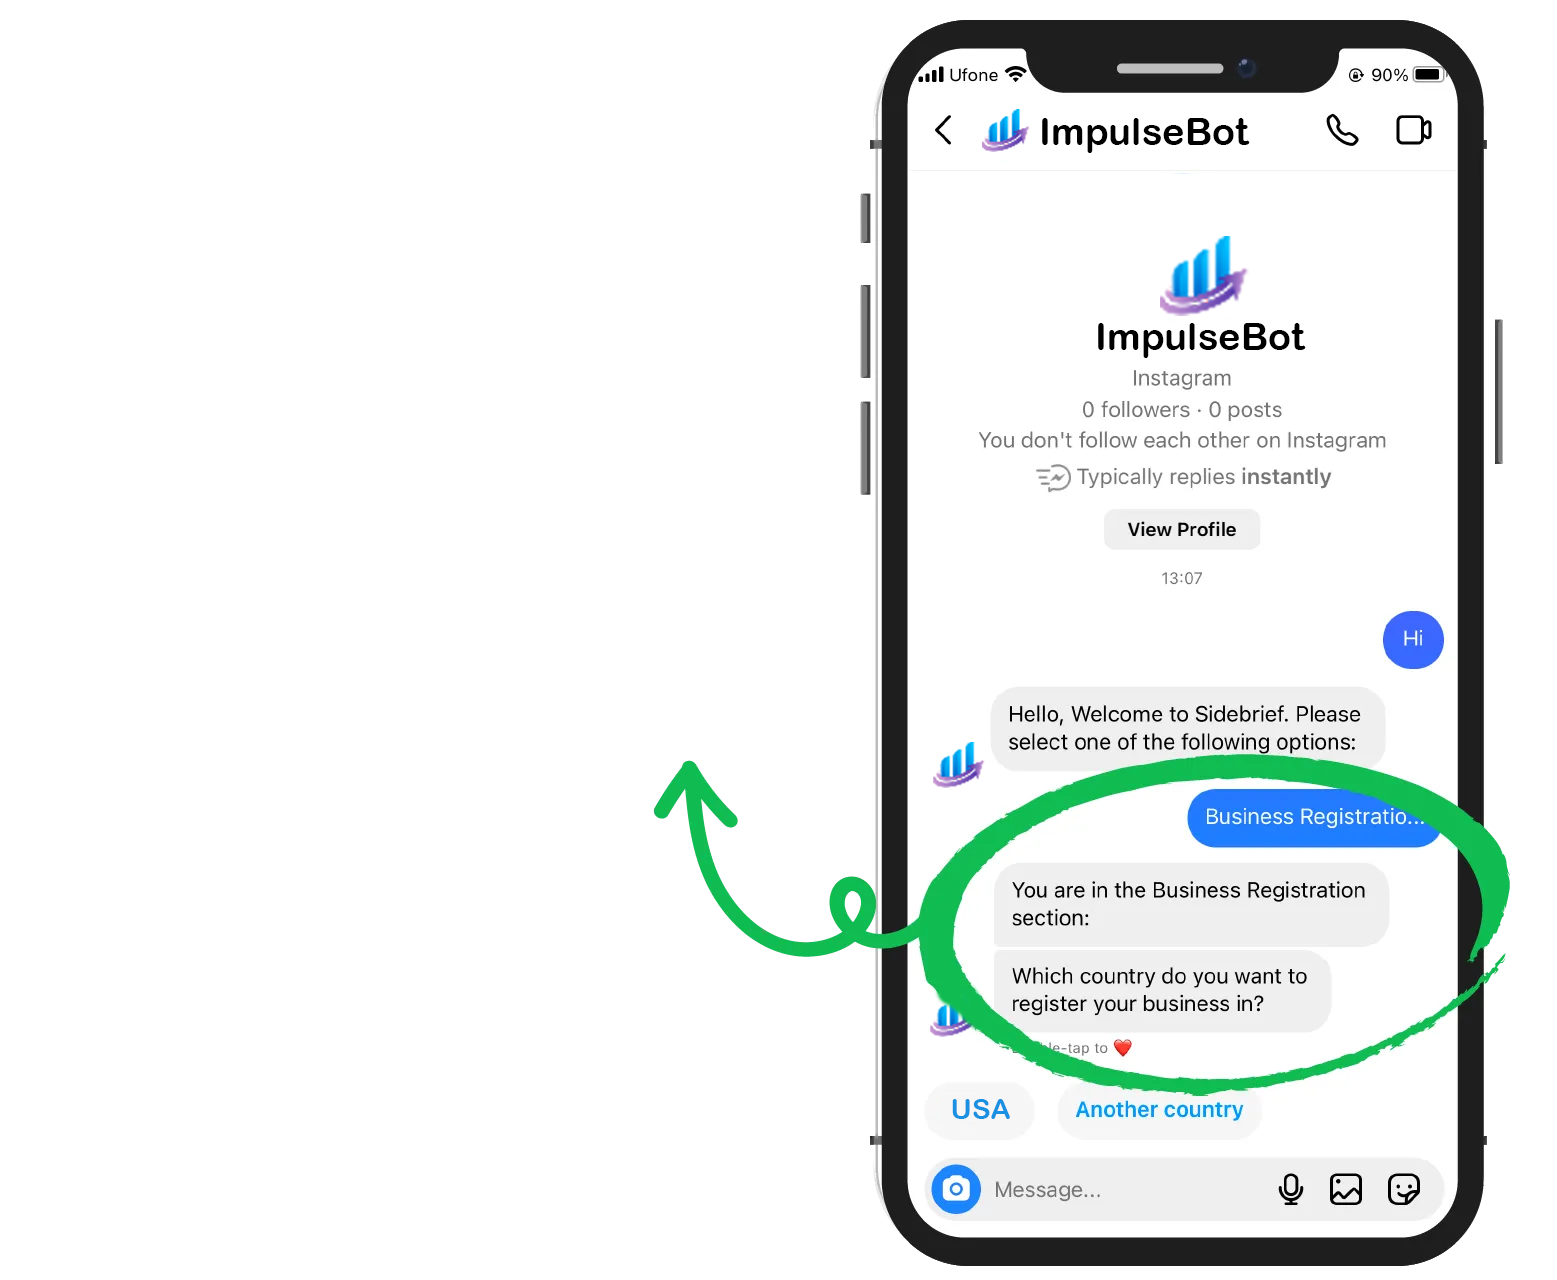 Ufone 90%
ImpulseBot
ImpulseBot
Instagram
0 followers · 0 posts
You don't follow each other on Instagram
Typically replies instantly
View Profile
13:07
Hi
Hello, Welcome to Sidebrief. Please
select one of the following options:
Business Registratio...
You are in the Business Registration
section:
Which country do you want to
register your business in?
-tap to ❤️
USA Another country
Message...